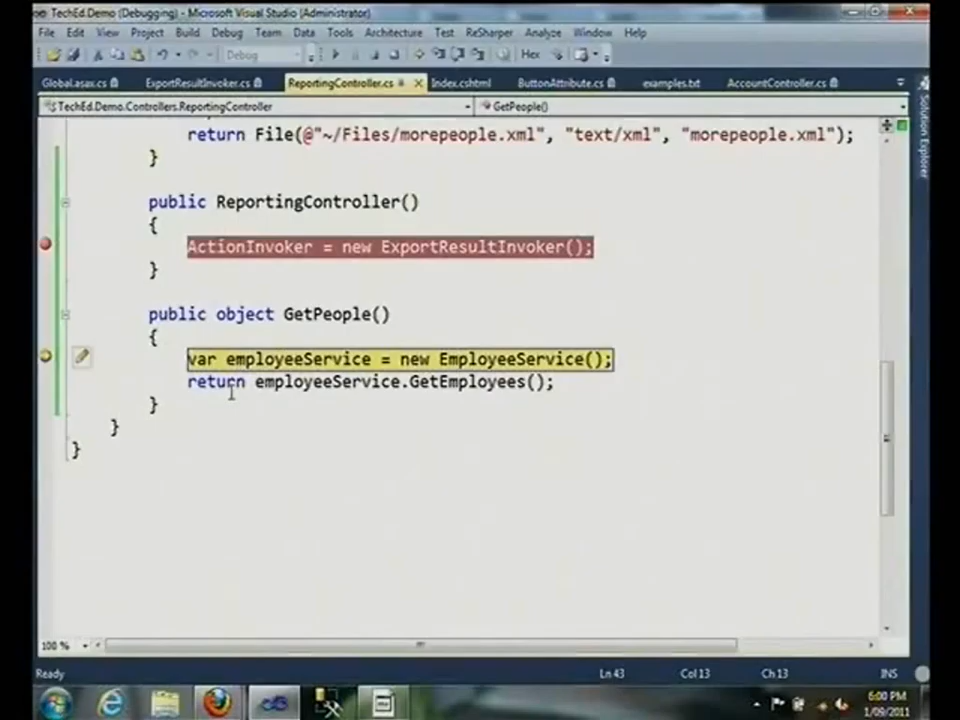 TechEd.Demo (Debugging) - Microsoft Visual Studio (Administrator)
File Edit View Project Build Debug Team Data Tools Architecture Test ReSharper Analyze Window Help
Debug Hex
Global.asax.cs ExportResultInvoker.cs ReportingController.cs Index.cshtml ButtonAttribute.cs examples.txt AccountController.cs
TechEd.Demo.Controllers.ReportingController GetPeople()
Solution Explorer
return File(@"~/Files/morepeople.xml", "text/xml", "morepeople.xml");
}
public ReportingController()
{
ActionInvoker = new ExportResultInvoker();
}
public object GetPeople()
{
var employeeService = new EmployeeService();
return employeeService.GetEmployees();
}
}
}
100 %
Ready Ln 43 Col 13 Ch 13 INS
6:00 PM
1/09/2011